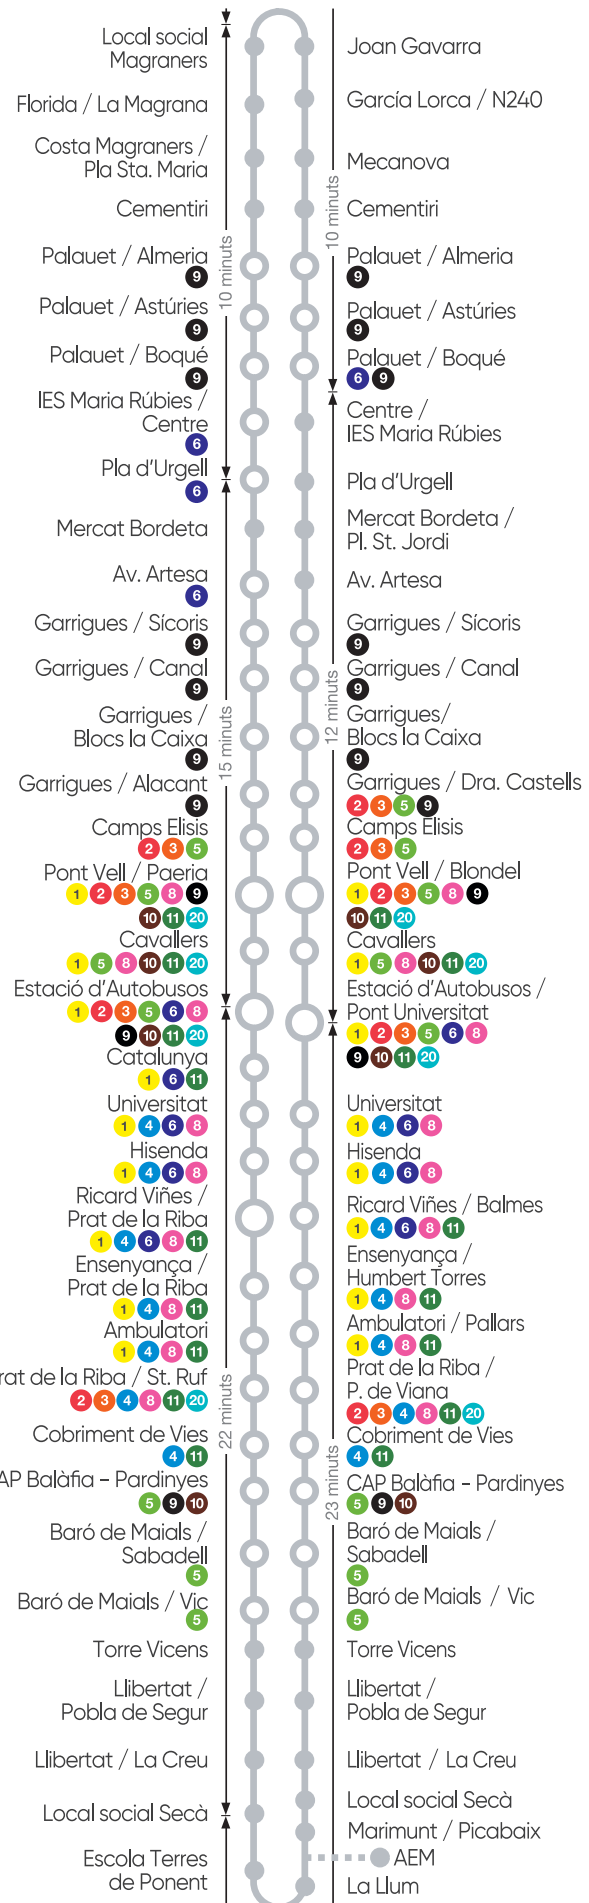 Local social
Magraners
Florida / La Magrana
Costa Magraners /
Pla Sta. Maria
Cementiri
Palauet / Almeria
9
Palauet / Astúries
9
Palauet / Boqué
9
IES Maria Rúbies /
Centre
6
Pla d'Urgell
6
Mercat Bordeta
Av. Artesa
6
Garrigues / Sícoris
9
Garrigues / Canal
9
Garrigues /
Blocs la Caixa
9
Garrigues / Alacant
9
Camps Elisis
2 3 5
Pont Vell / Paeria
1 2 3 5 8 9
10 11 20
Cavallers
1 5 8 10 11 20
Estació d'Autobusos
1 2 3 5 6 8
9 10 11 20
Catalunya
1 6 11
Universitat
1 4 6 8
Hisenda
1 4 6 8
Ricard Viñes /
Prat de la Riba
1 4 6 8 11
Ensenyança /
Prat de la Riba
1 4 8 11
Ambulatori
1 4 8 11
rat de la Riba / St. Ruf
2 3 4 8 11 20
Cobriment de Vies
4 11
AP Balàfia - Pardinyes
5 9 10
Baró de Maials /
Sabadell
5
Baró de Maials / Vic
5
Torre Vicens
Llibertat /
Pobla de Segur
Llibertat / La Creu
Local social Secà
Escola Terres
de Ponent
10 minuts
15 minuts
22 minuts
10 minuts
12 minuts
23 minuts
Joan Gavarra
García Lorca / N240
Mecanova
Cementiri
Palauet / Almeria
9
Palauet / Astúries
9
Palauet / Boqué
6 9
Centre /
IES Maria Rúbies
Pla d'Urgell
Mercat Bordeta /
Pl. St. Jordi
Av. Artesa
Garrigues / Sícoris
9
Garrigues / Canal
9
Garrigues/
Blocs la Caixa
9
Garrigues / Dra. Castells
2 3 5 9
Camps Elisis
2 3 5
Pont Vell / Blondel
1 2 3 5 8 9
10 11 20
Cavallers
1 5 8 10 11 20
Estació d'Autobusos /
Pont Universitat
1 2 3 5 6 8
9 10 11 20
Universitat
1 4 6 8
Hisenda
1 4 6 8
Ricard Viñes / Balmes
1 4 6 8 11
Ensenyança /
Humbert Torres
1 4 8 11
Ambulatori / Pallars
1 4 8 11
Prat de la Riba /
P. de Viana
2 3 4 8 11 20
Cobriment de Vies
4 11
CAP Balàfia - Pardinyes
5 9 10
Baró de Maials /
Sabadell
5
Baró de Maials / Vic
5
Torre Vicens
Llibertat /
Pobla de Segur
Llibertat / La Creu
Local social Secà
Marimunt / Picabaix
AEM
La Llum